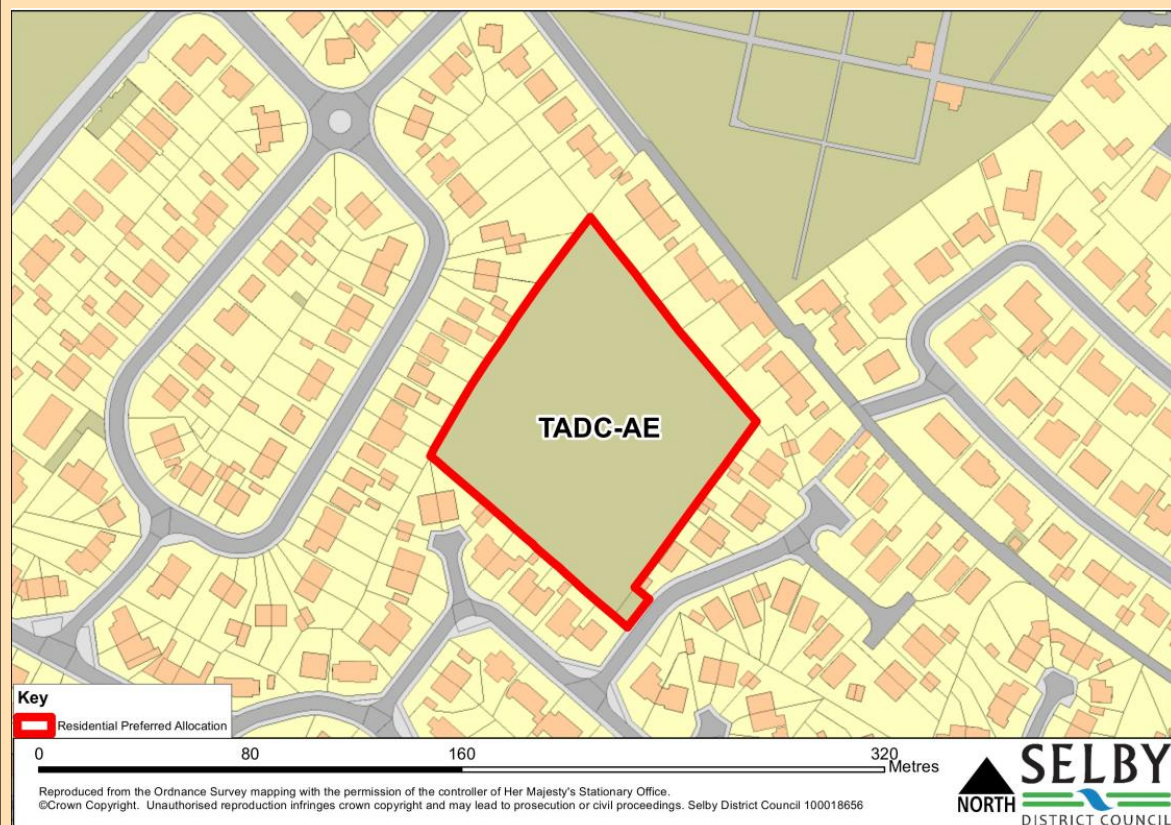 TADC-AE
Key
Residential Preferred Allocation
0 80 160 320
Metres
Reproduced from the Ordnance Survey mapping with the permission of the controller of Her Majesty's Stationary Office.
©Crown Copyright. Unauthorised reproduction infringes crown copyright and may lead to prosecution or civil proceedings. Selby District Council 100018656
NORTH
SELBY
DISTRICT COUNCIL